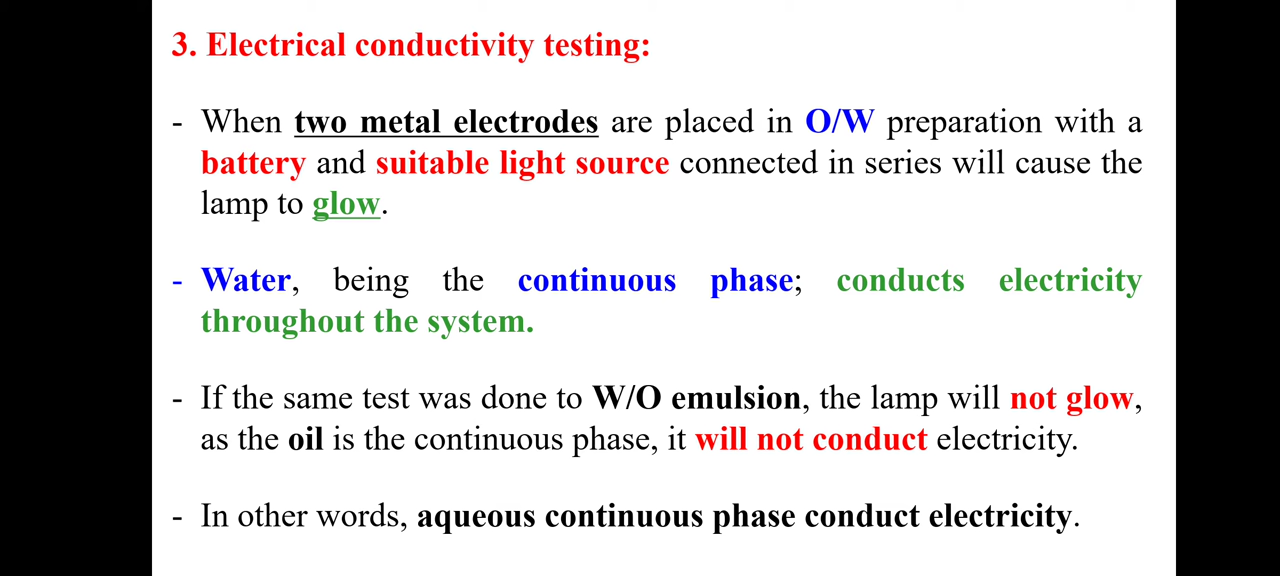 3. Electrical conductivity testing:
- When two metal electrodes are placed in O/W preparation with a
battery and suitable light source connected in series will cause the
lamp to glow.
- Water, being the continuous phase; conducts electricity
throughout the system.
- If the same test was done to W/O emulsion, the lamp will not glow,
as the oil is the continuous phase, it will not conduct electricity.
- In other words, aqueous continuous phase conduct electricity.